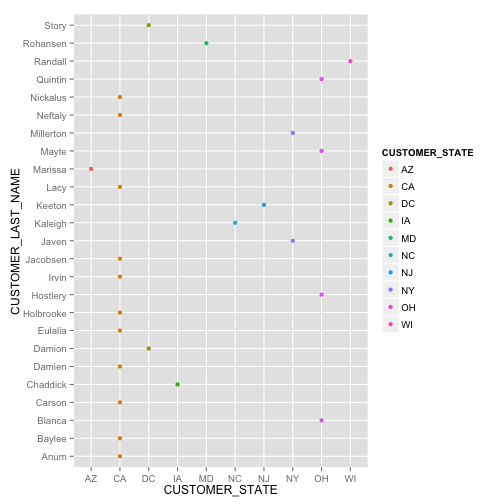 CUSTOMER_LAST_NAME
Story
Rohansen
Randall
Quintin
Nickalus
Neftaly
Millerton
Mayte
Marissa
Lacy
Keeton
Kaleigh
Javen
Jacobsen
Irvin
Hostlery
Holbrooke
Eulalia
Damion
Damien
Chaddick
Carson
Blanca
Baylee
Anum
AZ CA DC IA MD NC NJ NY OH WI
CUSTOMER_STATE
CUSTOMER_STATE
AZ
CA
DC
IA
MD
NC
NJ
NY
OH
WI